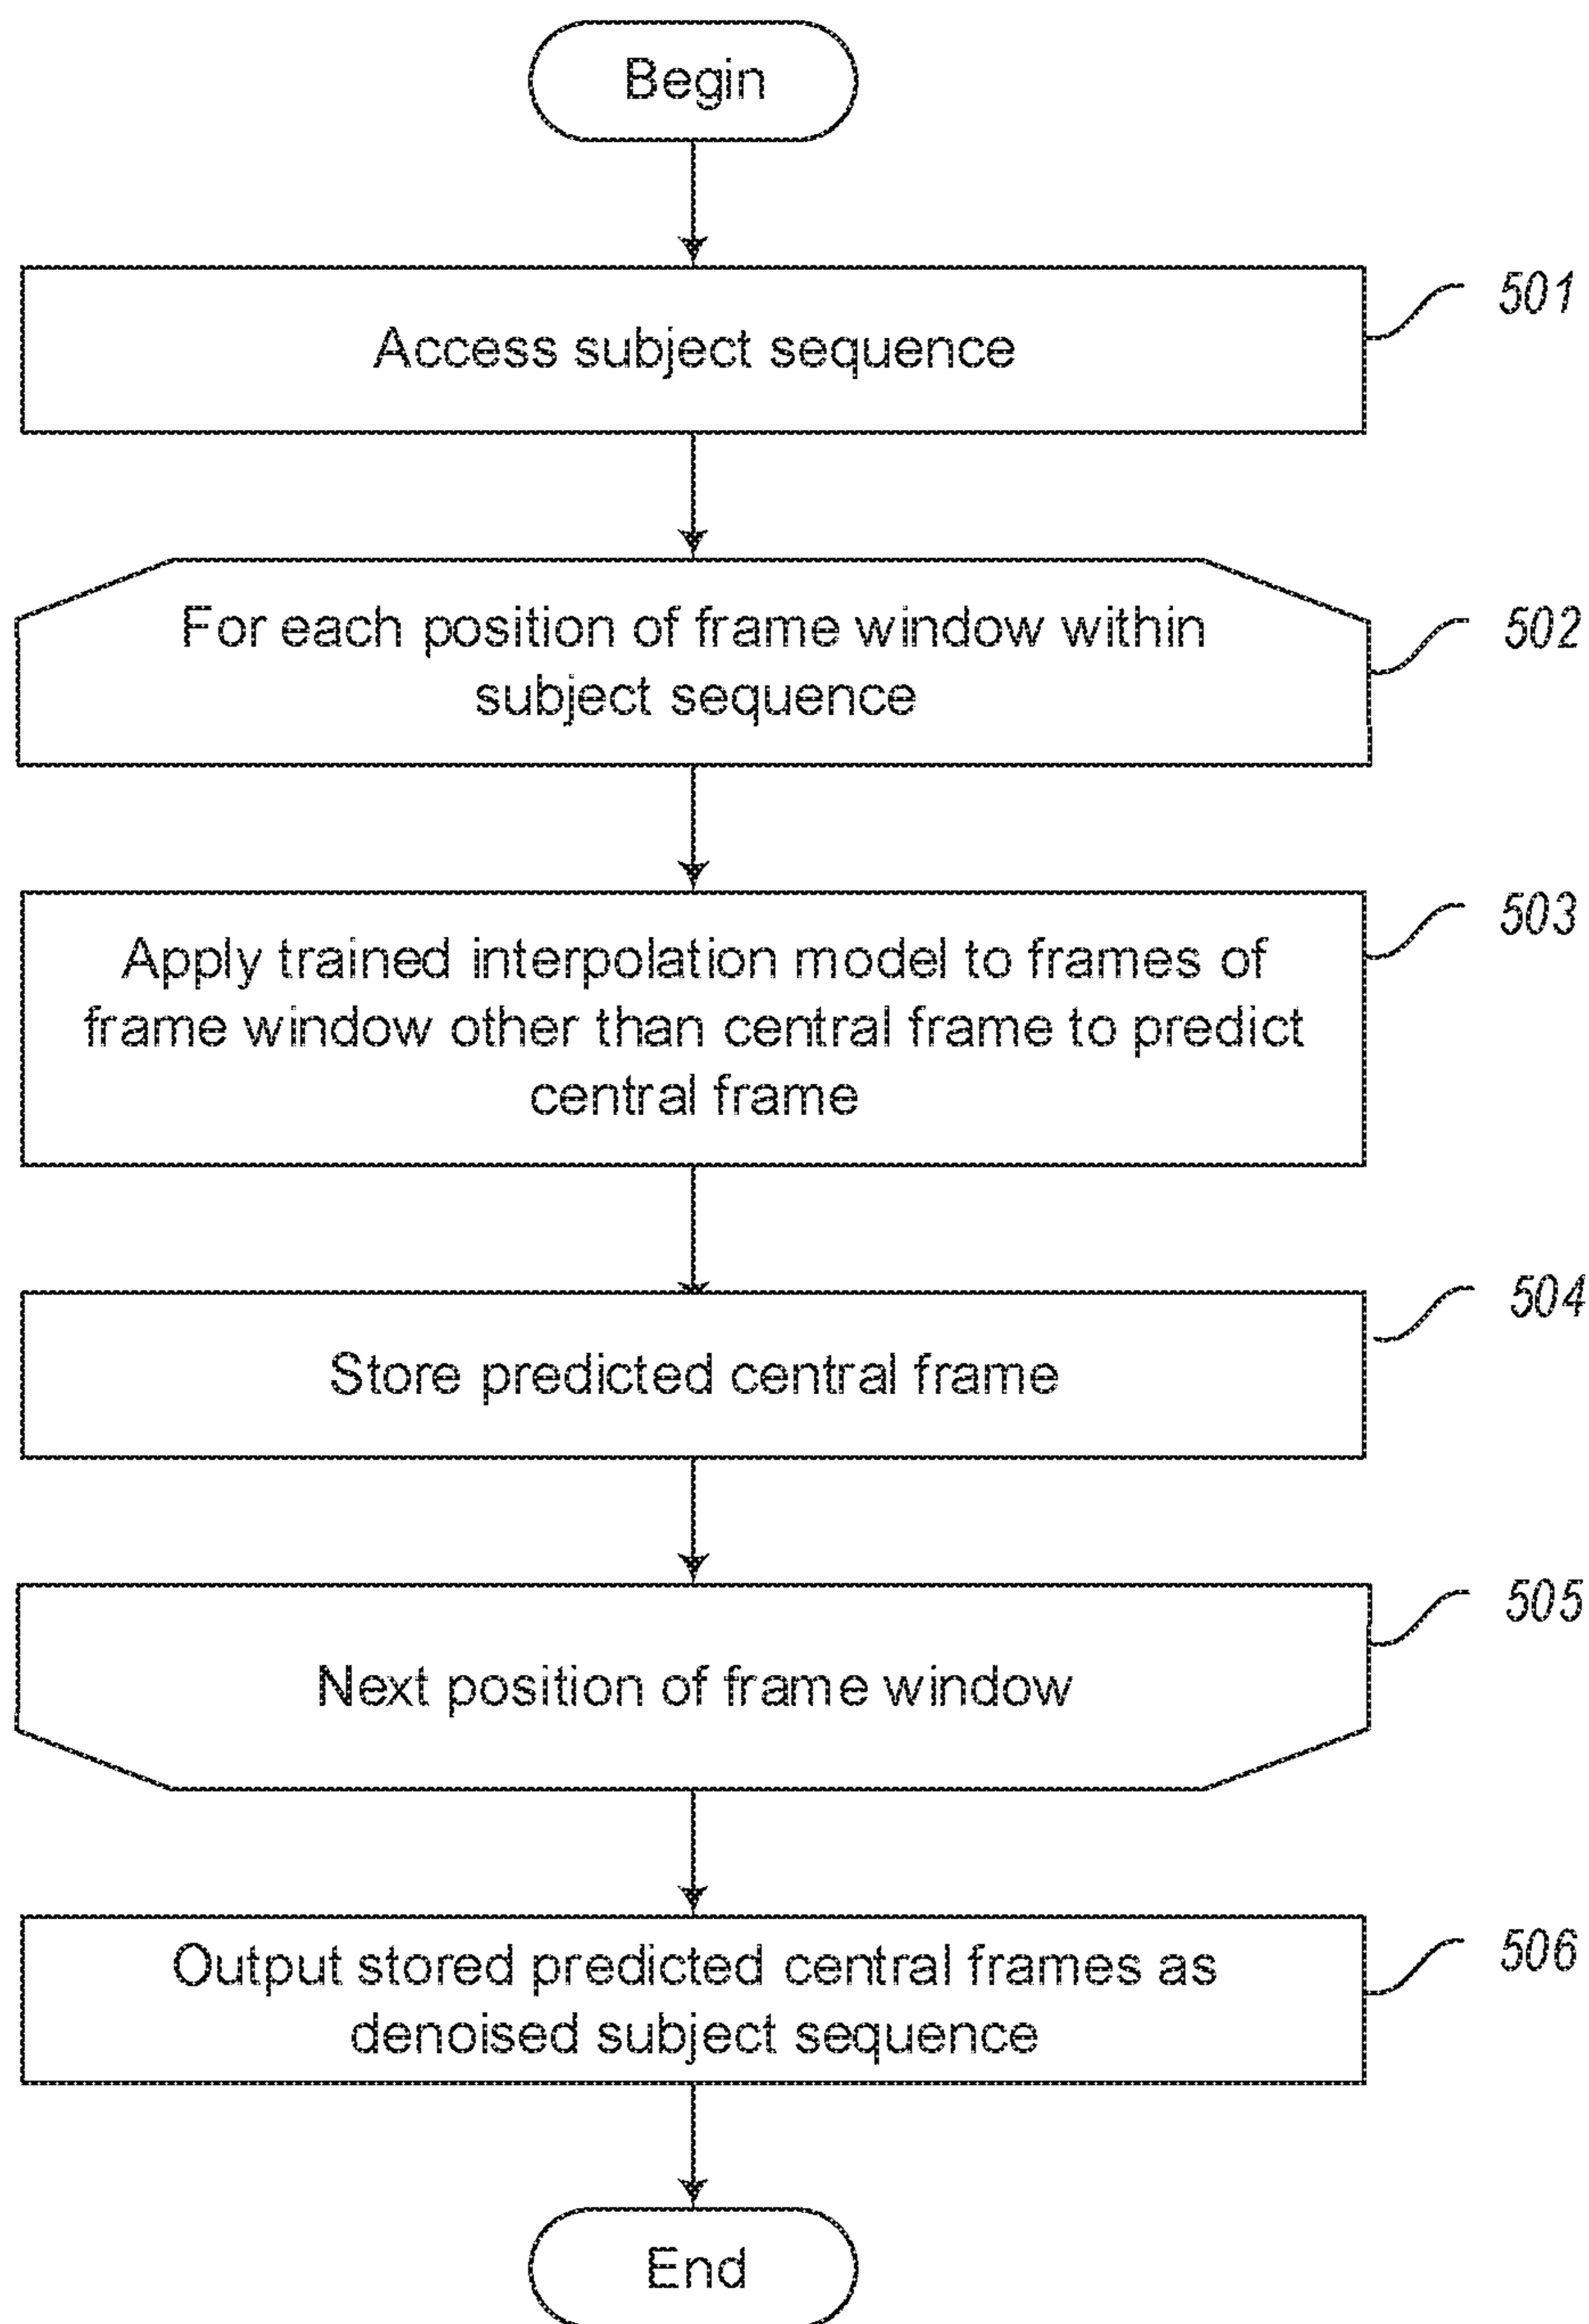 Begin
Access subject sequence
501
For each position of frame window within
subject sequence
502
Apply trained interpolation model to frames of
frame window other than central frame to predict
central frame
503
Store predicted central frame
504
Next position of frame window
505
Output stored predicted central frames as
denoised subject sequence
506
End